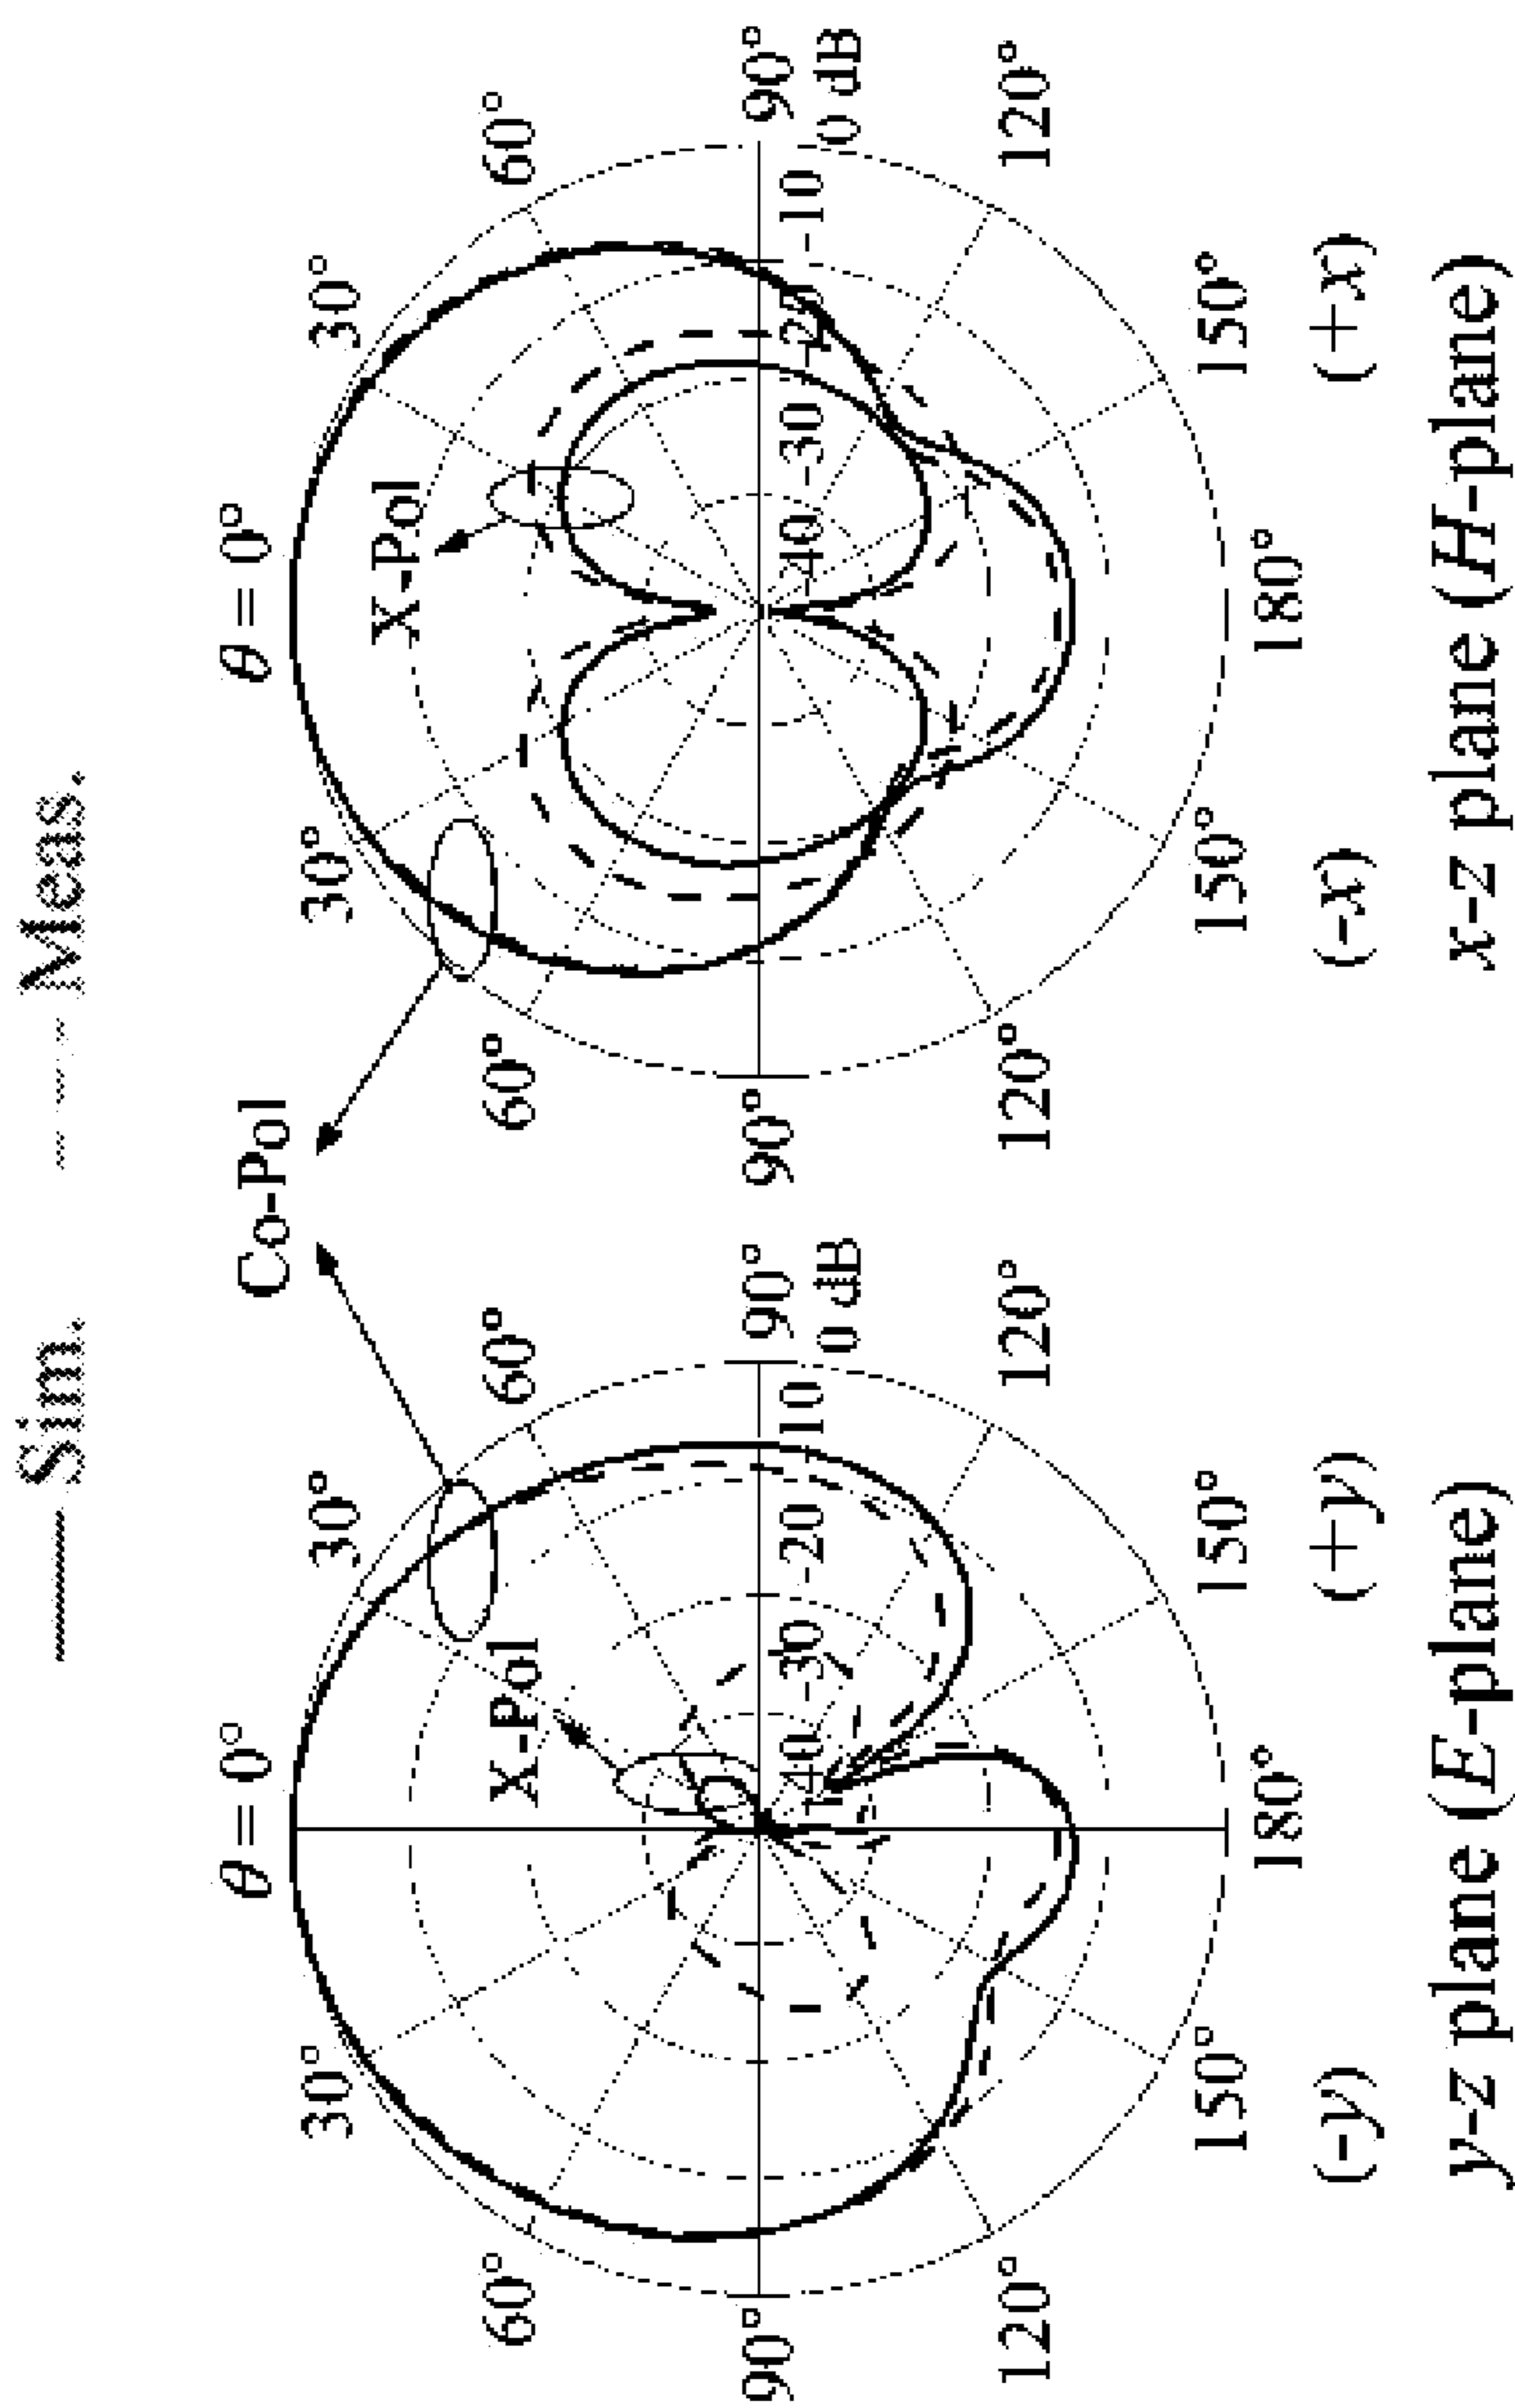 Sim. Meas.
Co-Pol
θ = 0°
30°
30°
60°
60°
X-Pol
90°
90°
0 dB
-10
-20
-30
-40
120°
120°
150°
150°
180°
(-y)
(+y)
y-z plane (E-plane)
θ = 0°
30°
30°
60°
60°
X-Pol
90°
90°
0 dB
-10
-20
-30
-40
120°
120°
150°
150°
180°
(-x)
(+x)
x-z plane (H-plane)